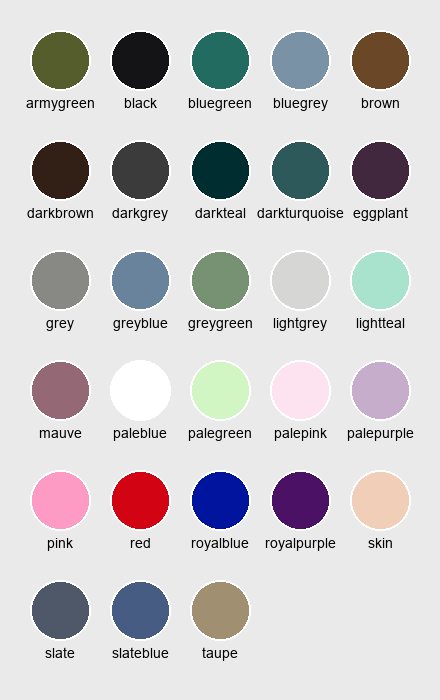 armygreen black bluegreen bluegrey brown
darkbrown darkgrey darkteal darkturquoise eggplant
grey greyblue greygreen lightgrey lightteal
mauve paleblue palegreen palepink palepurple
pink red royalblue royalpurple skin
slate slateblue taupe